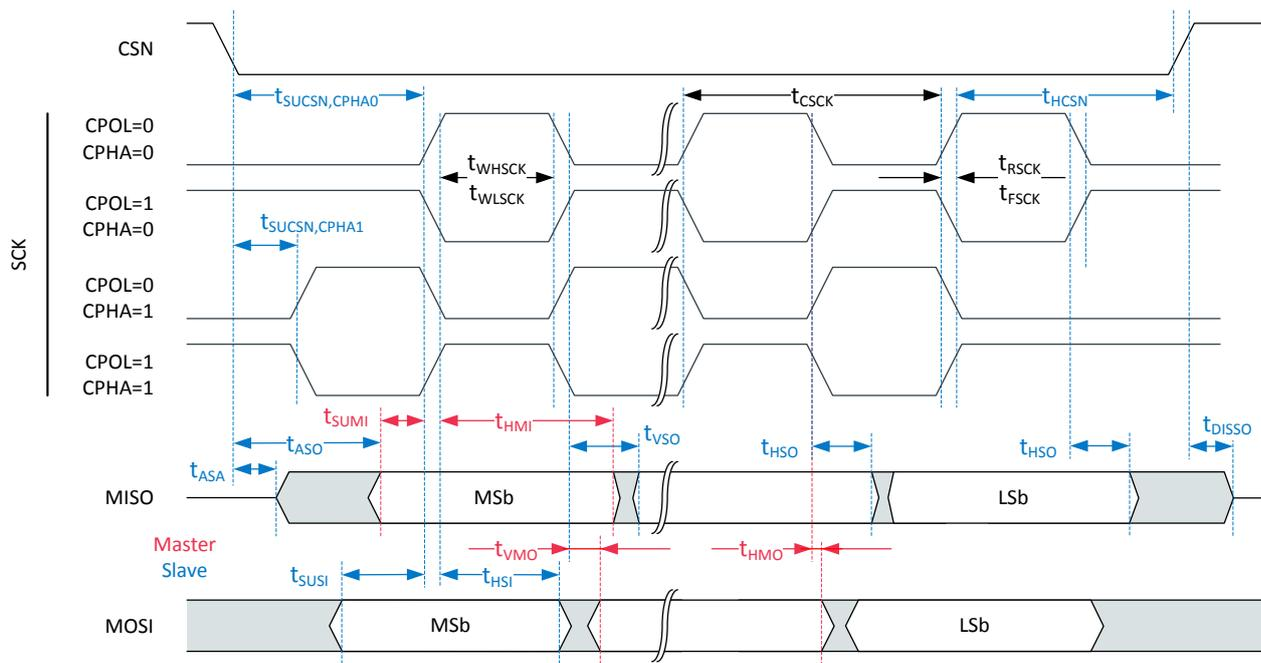 CSN
tSUCSN,CPHA0
tCSCK
tHCSN
SCK
CPOL=0
CPHA=0
tWHSCK
tWLSCK
tRSCK
tFSCK
CPOL=1
CPHA=0
tSUCSN,CPHA1
CPOL=0
CPHA=1
CPOL=1
CPHA=1
tSUMI
tHMI
tASO
tVSO
tHSO
tHSO
tDISSO
tASA
MISO
MSb
LSb
Master
Slave
tVMO
tHMO
tSUSI
tHSI
MOSI
MSb
LSb